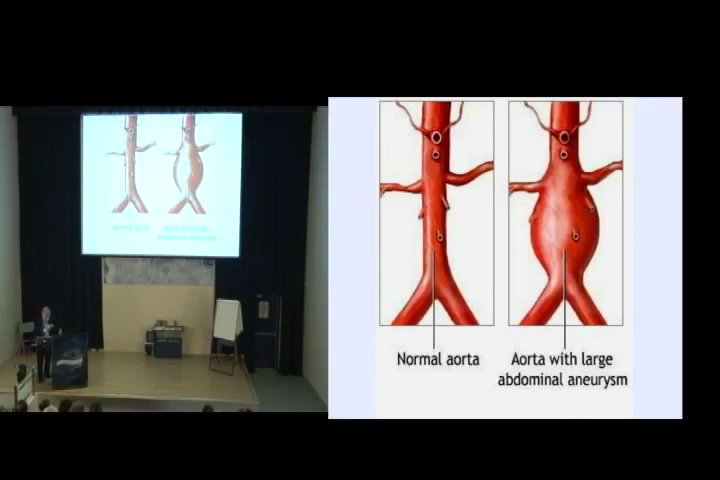 Normal aorta
Aorta with large
abdominal aneurysm